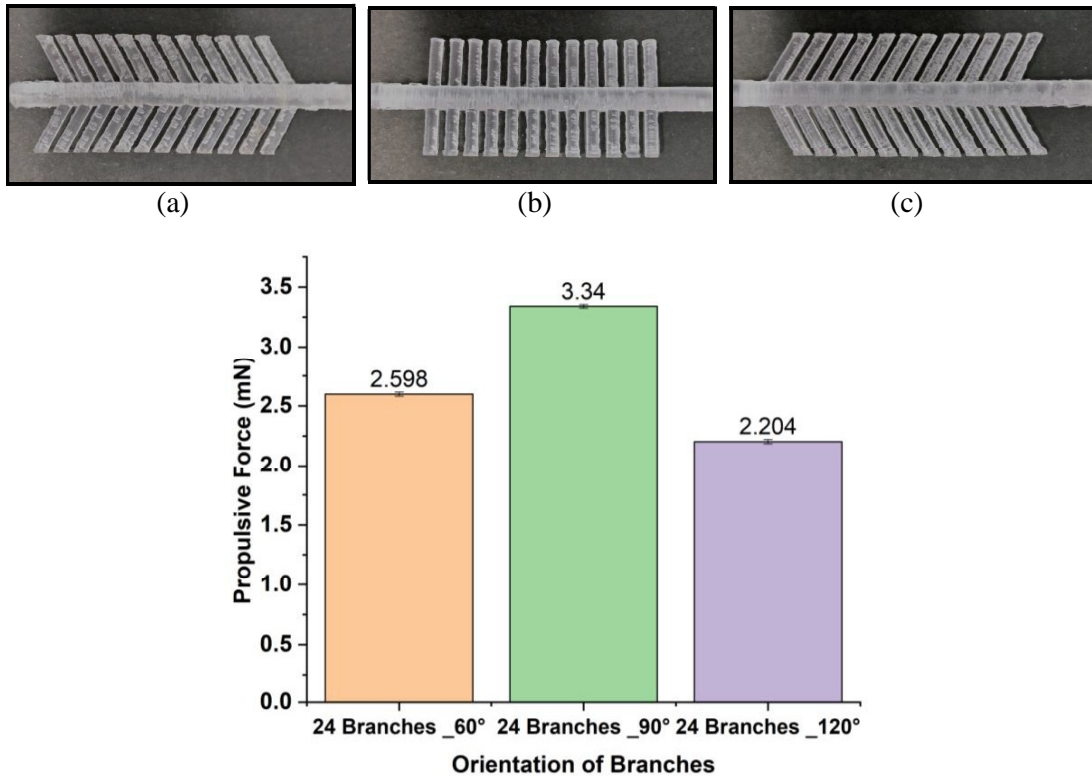 (a) (b) (c)
3.5
3.0
2.5
2.0
1.5
1.0
0.5
0.0
Propulsive Force (mN)
2.598
3.34
2.204
24 Branches _60° 24 Branches _90° 24 Branches _120°
Orientation of Branches